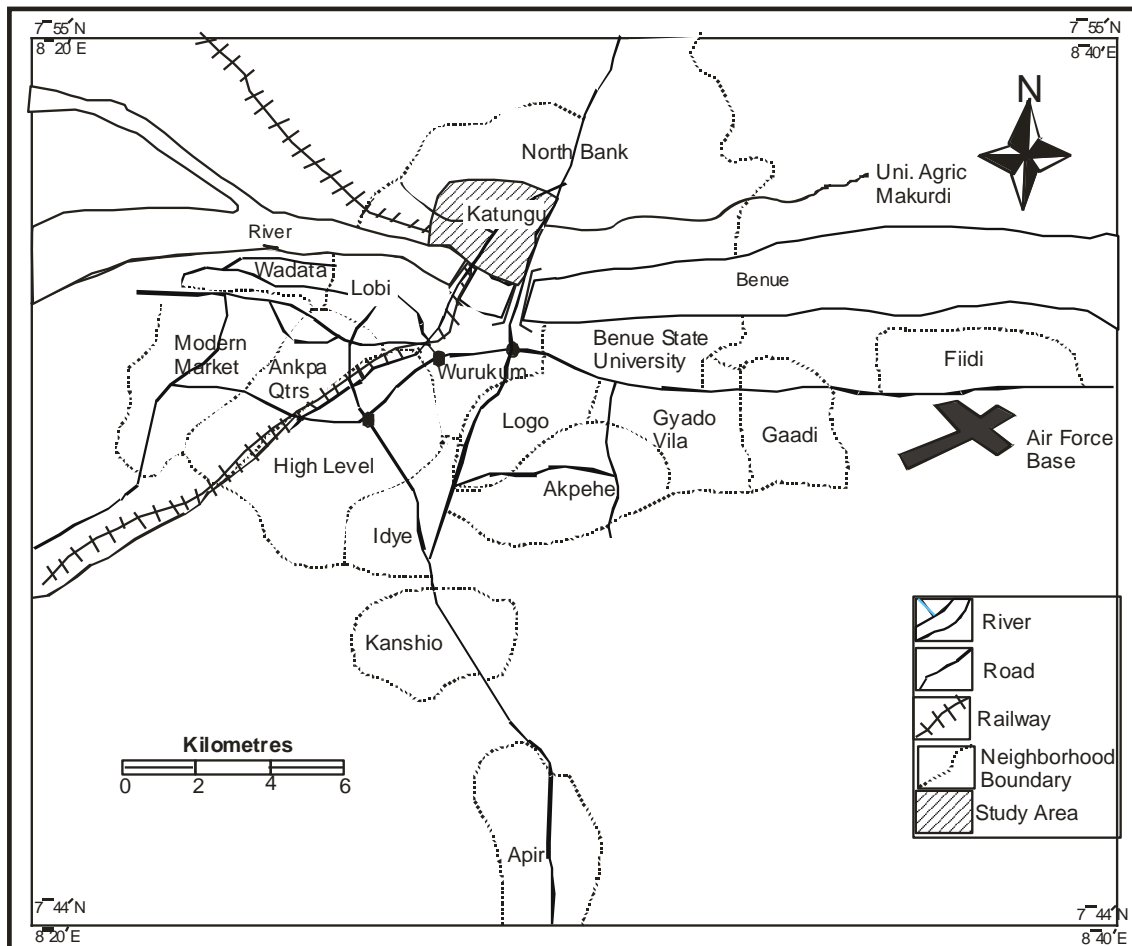 7 55' N
8 20' E
7 55' N
8 40' E
N
North Bank
Uni. Agric
Makurdi
Katungu
River
Wadata
Lobi
Benue
Modern
Market
Ankpa
Qtrs
Wurukum
Benue State
University
Fiidi
Logo
Gyado
Vila
Gaadi
Air Force
Base
High Level
Akpehe
Idye
Kanshio
Apir
Kilometres
0 2 4 6
River
Road
Railway
Neighborhood
Boundary
Study Area
7 44' N
8 20' E
7 44' N
8 40' E